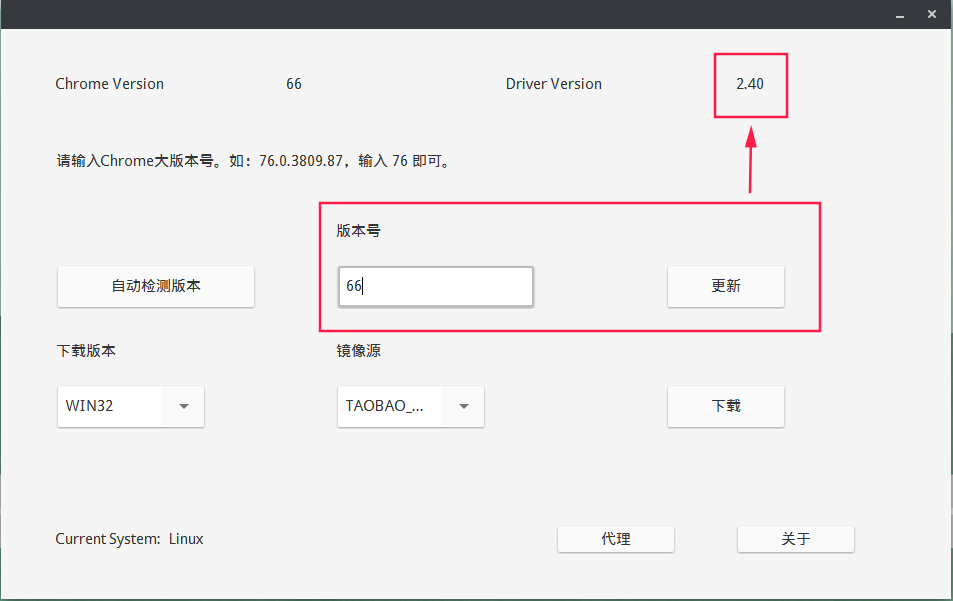 Chrome Version 66 Driver Version 2.40
请输入Chrome大版本号。如：76.0.3809.87，输入 76 即可。
版本号
自动检测版本 66 更新
下载版本 镜像源
WIN32 TAOBAO_... 下载
Current System: Linux 代理 关于